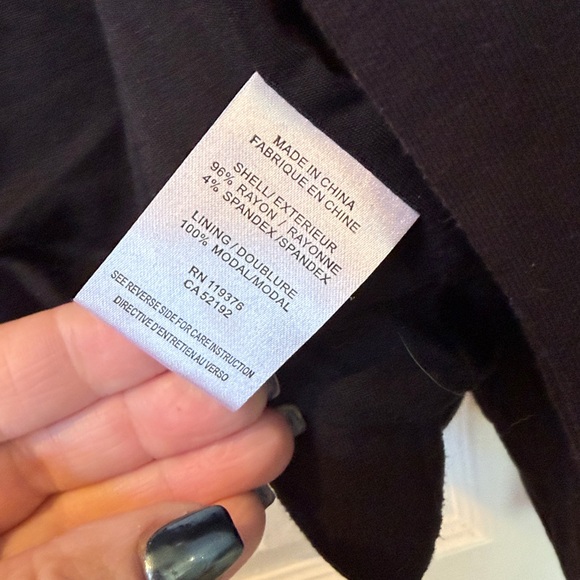 MADE IN CHINA
FABRIQUE EN CHINE
SHELL/ EXTERIEUR
96% RAYON / RAYONNE
4% SPANDEX/SPANDEX
LINING/DOUBLURE
100% MODAL/MODAL
RN 119376
CA 52192
SEE REVERSE SIDE FOR CARE INSTRUCTION
DIRECTIVE D'ENTRETIEN AU VERSO